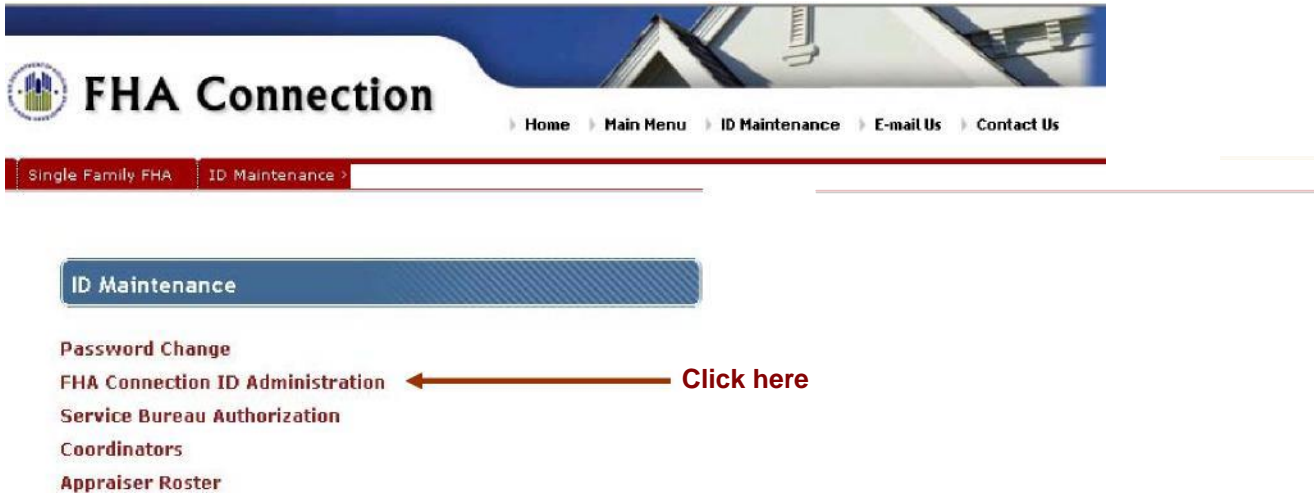 FHA Connection
Home Main Menu ID Maintenance E-mail Us Contact Us
Single Family FHA ID Maintenance >
ID Maintenance
Password Change
FHA Connection ID Administration
Click here
Service Bureau Authorization
Coordinators
Appraiser Roster